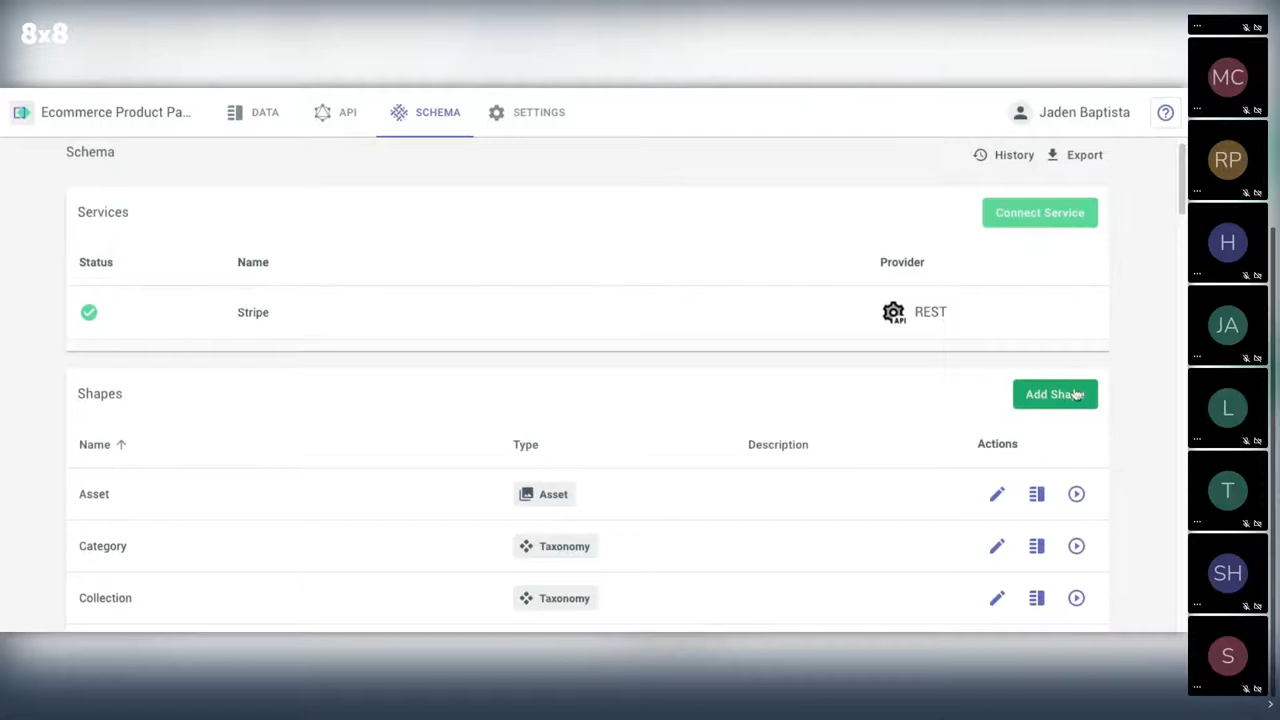 8x8
Ecommerce Product Pa... DATA API SCHEMA SETTINGS Jaden Baptista
Schema History Export
Services Connect Service
Status Name Provider
Stripe API REST
Shapes Add Shape
Name Type Description Actions
Asset Asset
Category Taxonomy
Collection Taxonomy
MC
RP
H
JA
L
T
SH
S